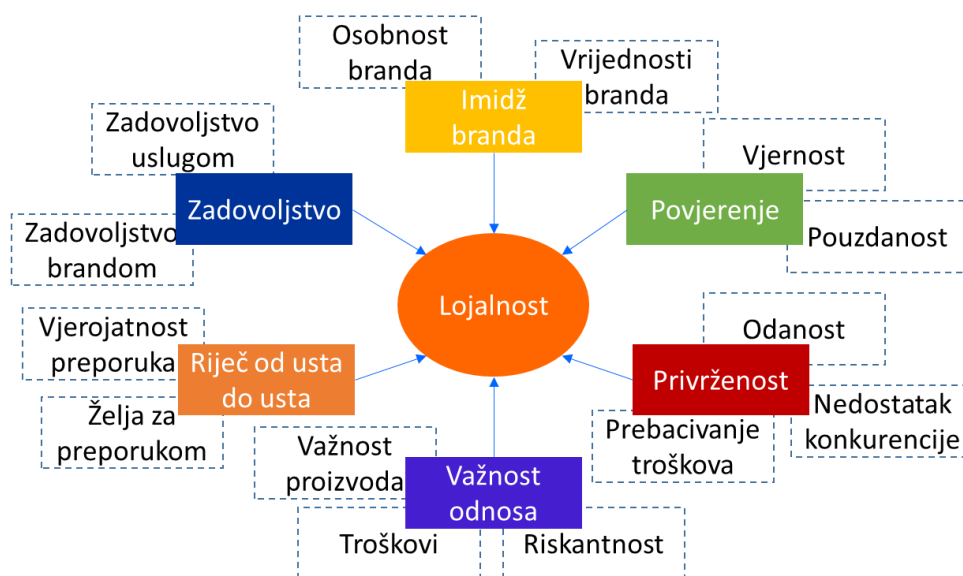 Osobnost
branda
Vrijednosti
branda
Imidž
branda
Zadovoljstvo
uslugom
Zadovoljstvo
Zadovoljstvo
brandom
Vjernost
Povjerenje
Pouzdanost
Lojalnost
Vjerojatnost
preporuka
Riječ od usta
do usta
Želja za
preporukom
Odanost
Privrženost
Nedostatak
konkurencije
Prebacivanje
troškova
Važnost
proizvoda
Važnost
odnosa
Troškovi
Riskantnost